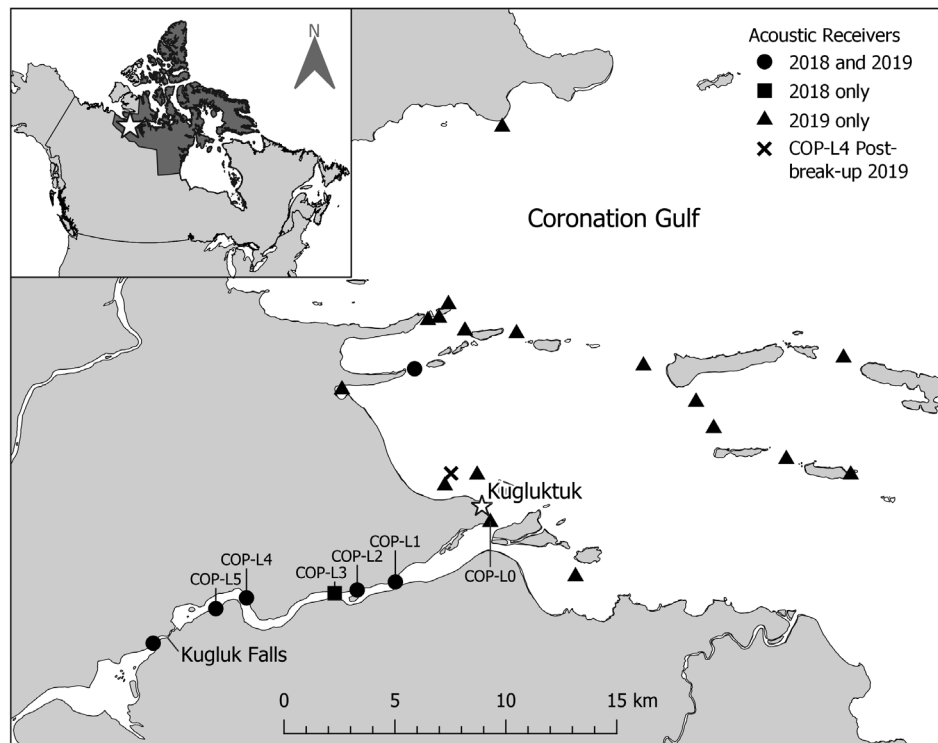 N
Acoustic Receivers
2018 and 2019
2018 only
2019 only
COP-L4 Post-
break-up 2019
Coronation Gulf
Kugluktuk
COP-L1
COP-L2
COP-L4
COP-L3
COP-L5
COP-L0
Kugluk Falls
0 5 10 15 km